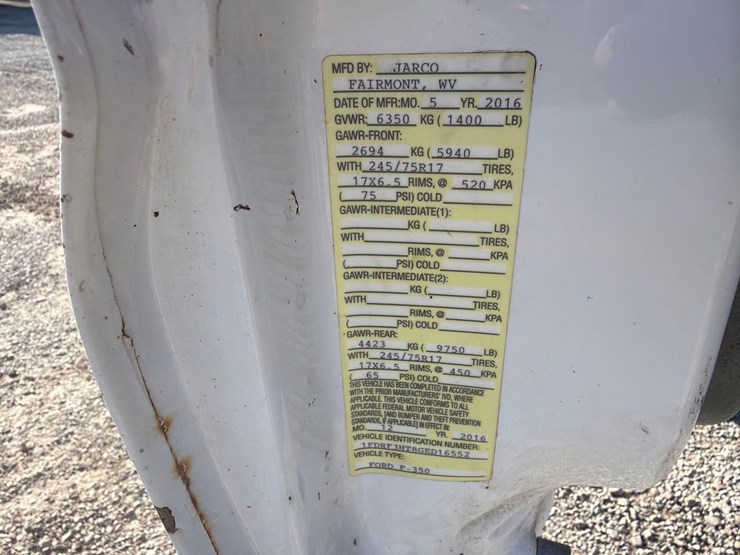 MFD BY: JARCO
FAIRMONT, WV
DATE OF MFR:MO. 5 YR. 2016
GVWR: 6350 KG ( 1400 LB)
GAWR-FRONT:
2694 KG ( 5940 LB)
WITH 245/75R17 TIRES,
17X6.5 RIMS, @ 520 KPA
( 75 PSI) COLD
GAWR-INTERMEDIATE(1):
KG ( LB)
WITH TIRES,
RIMS, @ KPA
( PSI) COLD
GAWR-INTERMEDIATE(2):
KG ( LB)
WITH TIRES,
RIMS, @ KPA
( PSI) COLD
GAWR-REAR:
4423 KG ( 9750 LB)
WITH 245/75R17 TIRES,
17X6.5 RIMS, @ 450 KPA
( 65 PSI) COLD
THIS VEHICLE HAS BEEN COMPLETED IN ACCORDANCE
WITH THE PRIOR MANUFACTURERS' IVD, WHERE
APPLICABLE. THIS VEHICLE CONFORMS TO ALL
APPLICABLE FEDERAL MOTOR VEHICLE SAFETY
STANDARDS, (AND BUMPER AND THEFT PREVENTION
STANDARDS, IF APPLICABLE) IN EFFECT IN:
MO. 12 YR. 2016
VEHICLE IDENTIFICATION NUMBER:
VEHICLE TYPE:
FORD F-350